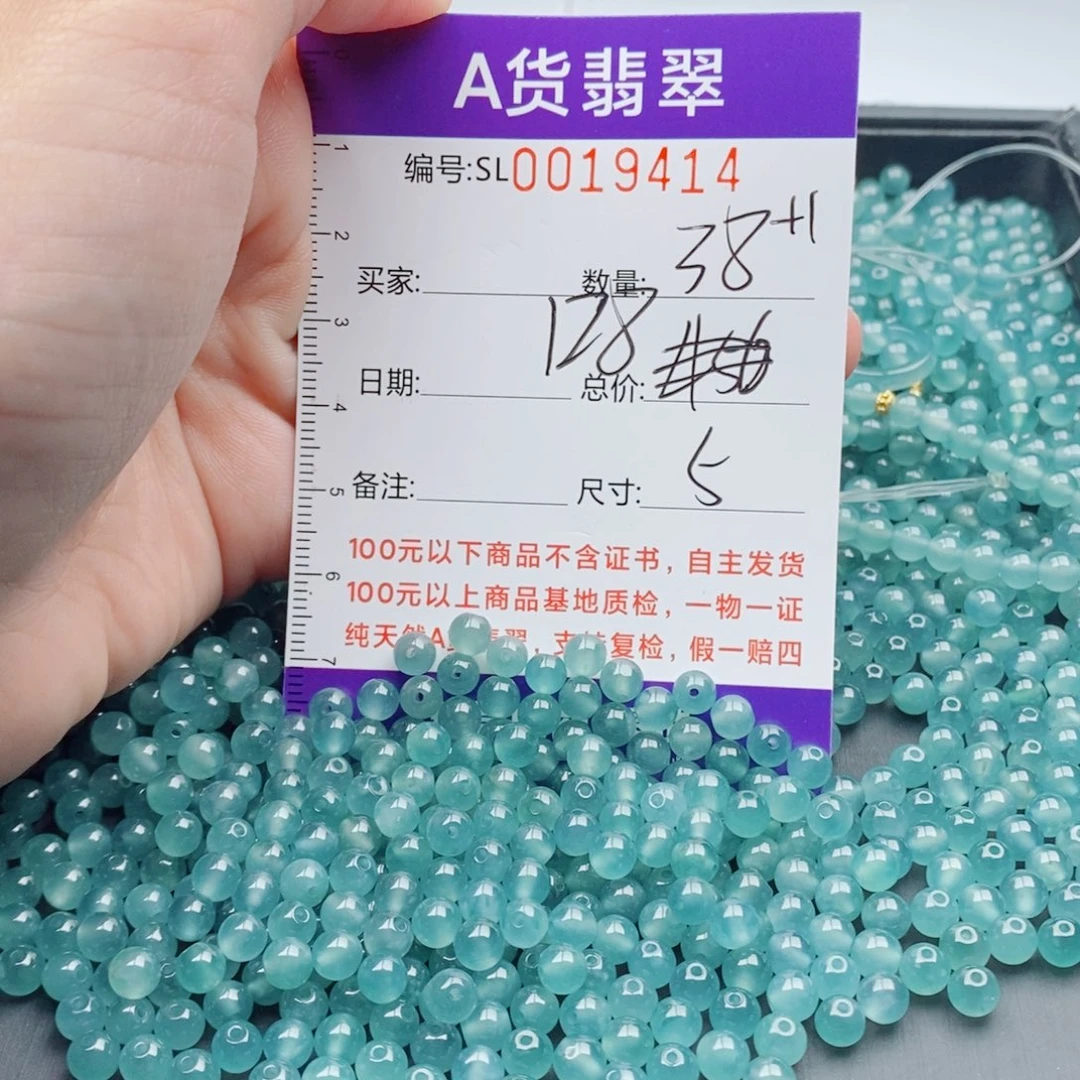 A货翡翠
编号:SL0019414
买家: 数量: 38+1
日期: 128 总价:
备注: 尺寸: 5
100元以下商品不含证书，自主发货
100元以上商品基地质检，一物一证
纯天然A 翡翠，支持复检，假一赔四
0
1
2
3
4
5
6
7